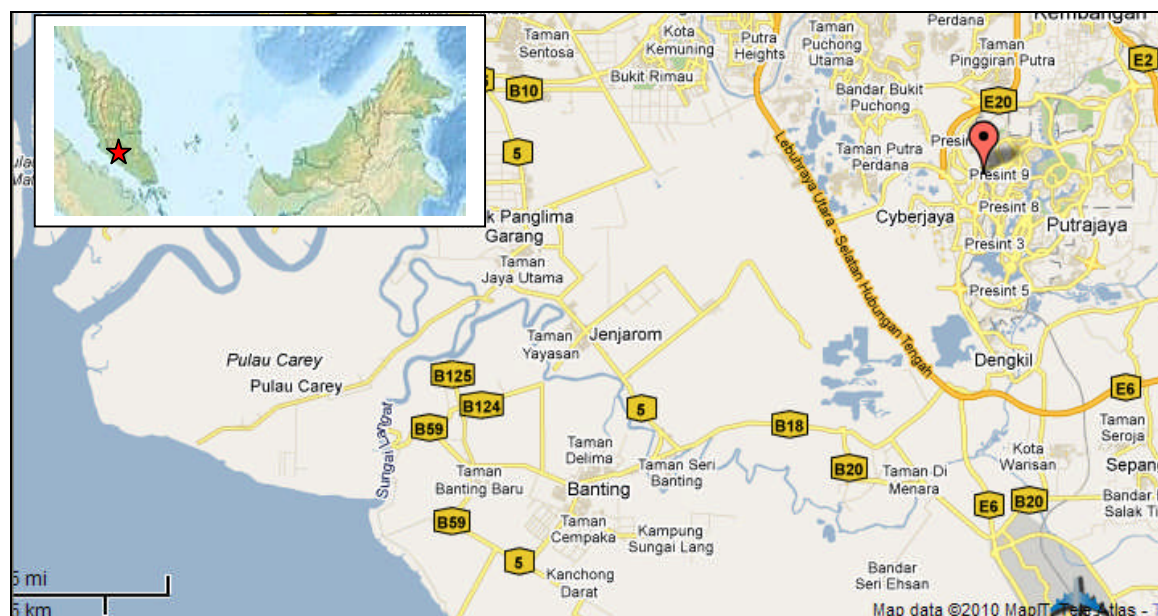 Taman
Sentosa
Kota
Kemuning
Putra
Heights
Taman
Puchong
Utama
Perdana
Perdana
Kembangan
Taman
Pinggiran Putra
E2
Bukit Rimau
B10
Bandar Bukit
Puchong
E20
5
Lebuhraya Utara - Selatan Hubungan Tengah
Taman Putra
Perdana
Presint 9
Cyberjaya
Presint 8
Putrajaya
Presint 3
Presint 5
Panglima
Garang
Taman
Jaya Utama
Taman
Yayasan
Jenjarom
Dengkil
Pulau Carey
Pulau Carey
B125
B124
B59
5
B18
E6
Taman
Seroja
Sungai Langat
Taman
Delima
Taman Seri
Banting
B20
Taman Di
Menara
Kota
Warisan
Sepang
Taman
Banting Baru
Banting
E6
B20
Bandar
Salak
B59
Taman
Cempaka
Kampung
Sungai Lang
5
Kanchong
Darat
Bandar
Seri Ehsan
5 mi
5 km
Map data ©2010 MapIT, Tele Atlas -